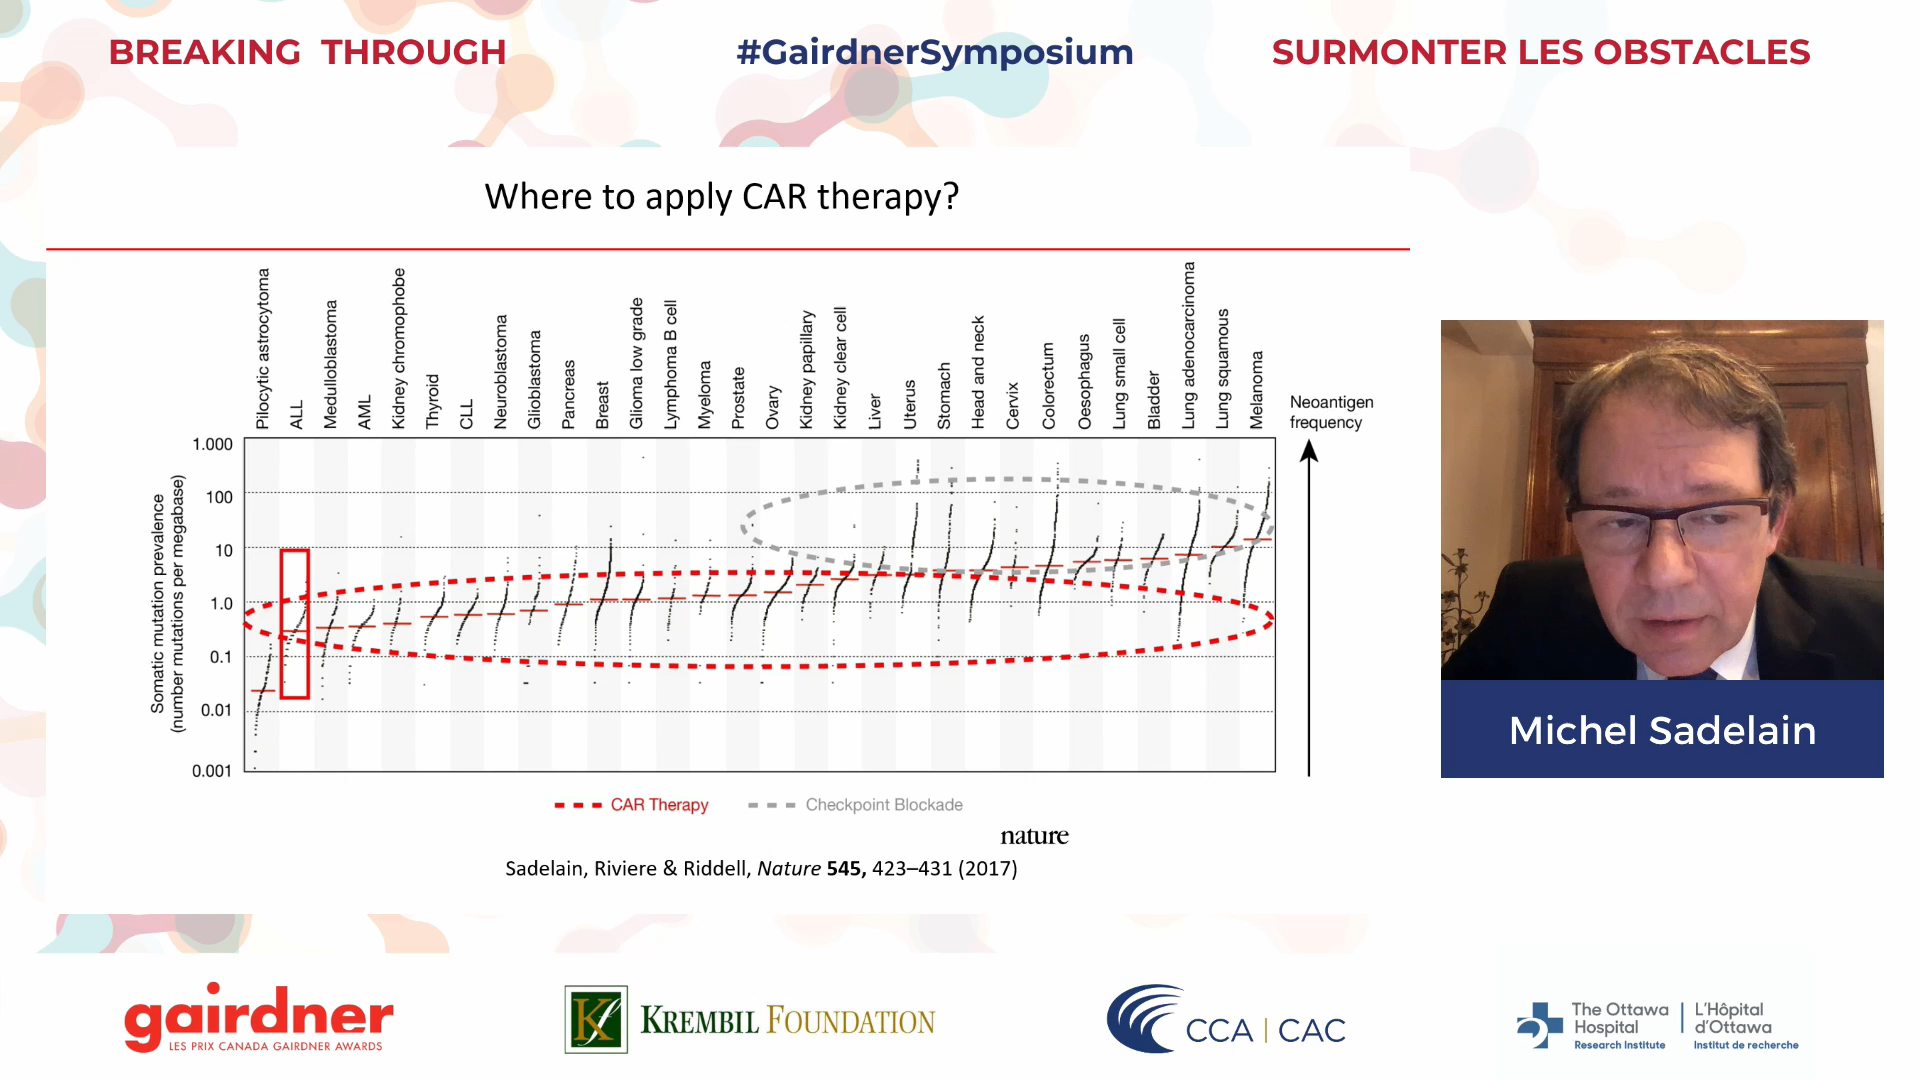 BREAKING THROUGH
#GairdnerSymposium
SURMONTER LES OBSTACLES
Where to apply CAR therapy?
Pilocytic astrocytoma
ALL
Medulloblastoma
AML
Kidney chromophobe
Thyroid
CLL
Neuroblastoma
Glioblastoma
Pancreas
Breast
Glioma low grade
Lymphoma B cell
Myeloma
Prostate
Ovary
Kidney papillary
Kidney clear cell
Liver
Uterus
Stomach
Head and neck
Cervix
Colorectum
Oesophagus
Lung small cell
Bladder
Lung adenocarcinoma
Lung squamous
Melanoma
Neoantigen
frequency
Somatic mutation prevalence
(number mutations per megabase)
1.000
100
10
1.0
0.1
0.01
0.001
CAR Therapy
Checkpoint Blockade
nature
Sadelain, Riviere & Riddell, Nature 545, 423–431 (2017)
Michel Sadelain
gairdner
LES PRIX CANADA GAIRDNER AWARDS
Kf
KREMBIL FOUNDATION
CCA | CAC
The Ottawa
Hospital
Research Institute
L'Hôpital
d'Ottawa
Institut de recherche